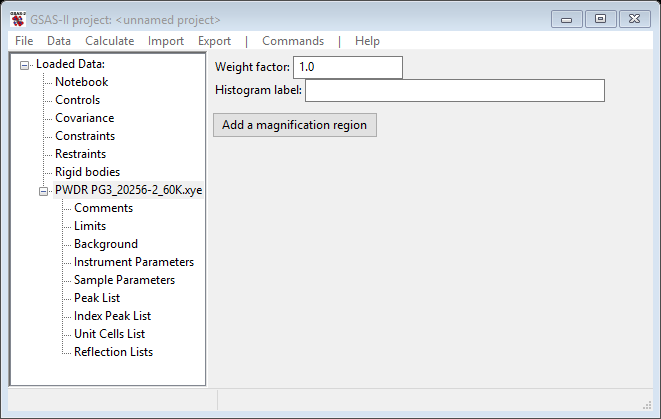 GSAS-II project: <unnamed project>
File Data Calculate Import Export | Commands | Help
Loaded Data:
Notebook
Controls
Covariance
Constraints
Restraints
Rigid bodies
PWDR PG3_20256-2_60K.xye
Comments
Limits
Background
Instrument Parameters
Sample Parameters
Peak List
Index Peak List
Unit Cells List
Reflection Lists
Weight factor: 1.0
Histogram label:
Add a magnification region